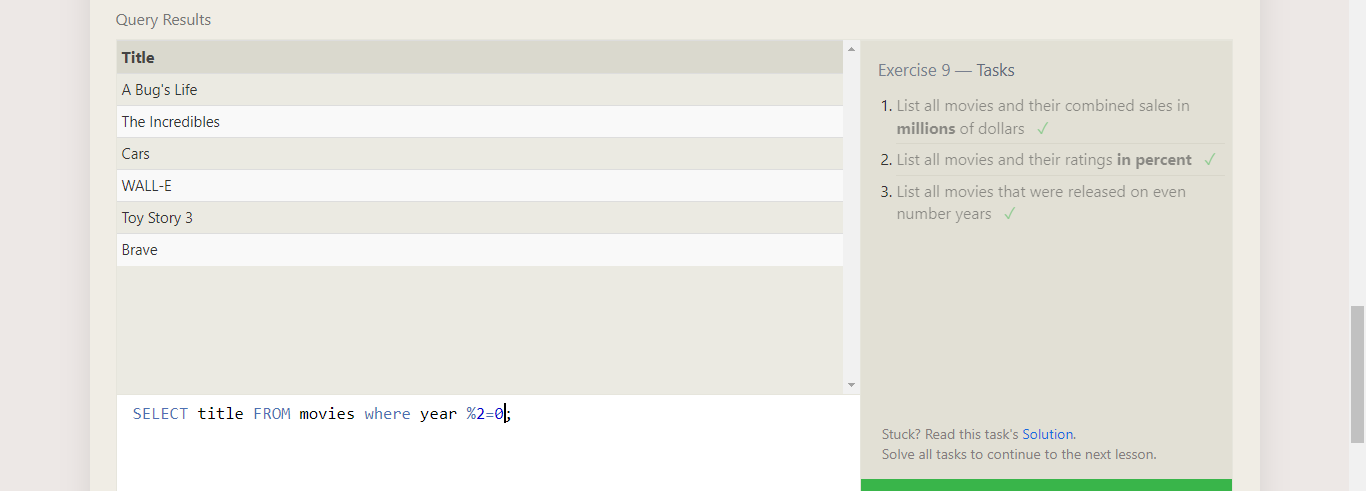 Query Results
Title
A Bug's Life
The Incredibles
Cars
WALL-E
Toy Story 3
Brave
SELECT title FROM movies where year %2=0;
Exercise 9 — Tasks
1. List all movies and their combined sales in
millions of dollars ✓
2. List all movies and their ratings in percent ✓
3. List all movies that were released on even
number years ✓
Stuck? Read this task's Solution.
Solve all tasks to continue to the next lesson.